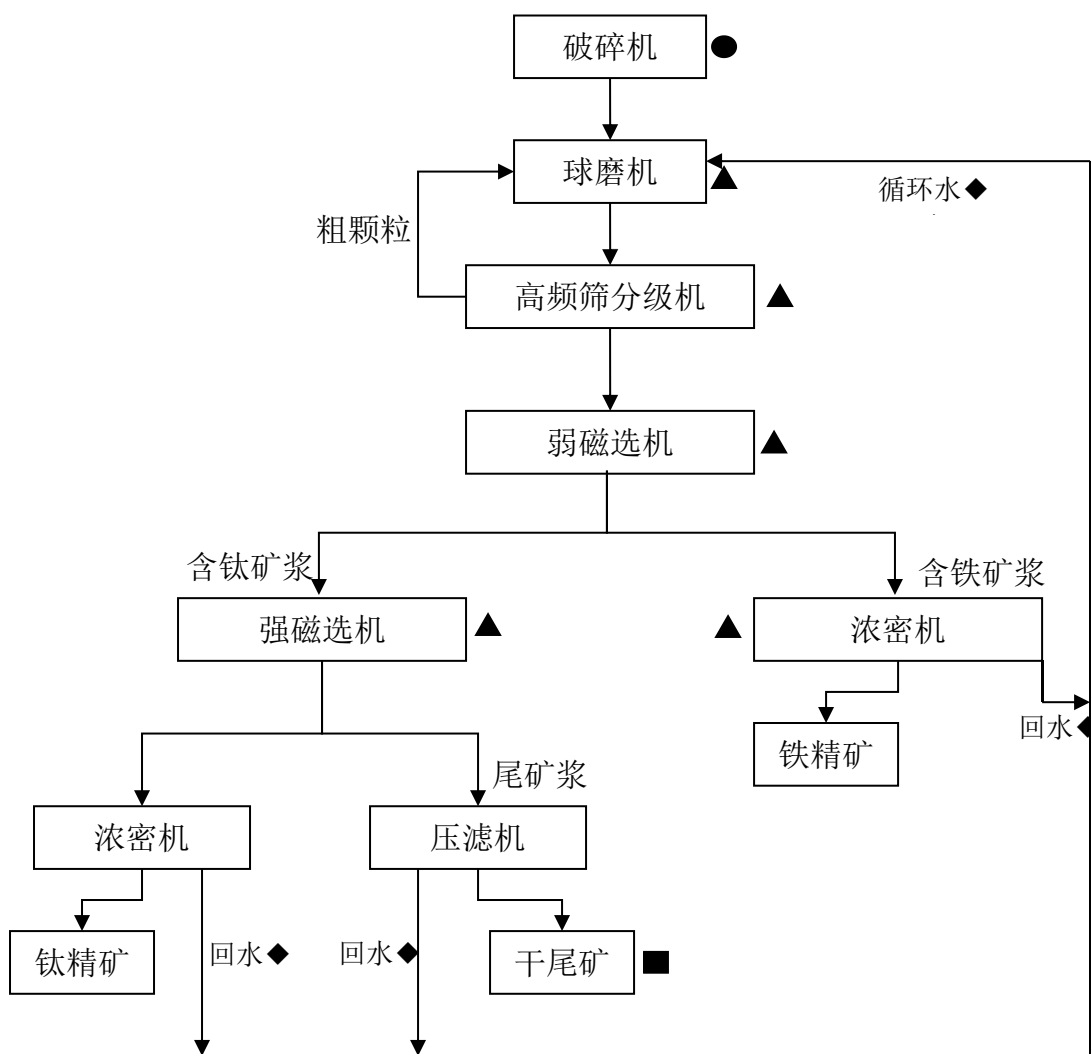 破碎机
球磨机
循环水◆
粗颗粒
高频筛分级机
弱磁选机
含钛矿浆
含铁矿浆
强磁选机
浓密机
回水◆
铁精矿
尾矿浆
浓密机
压滤机
钛精矿
回水◆
回水◆
干尾矿